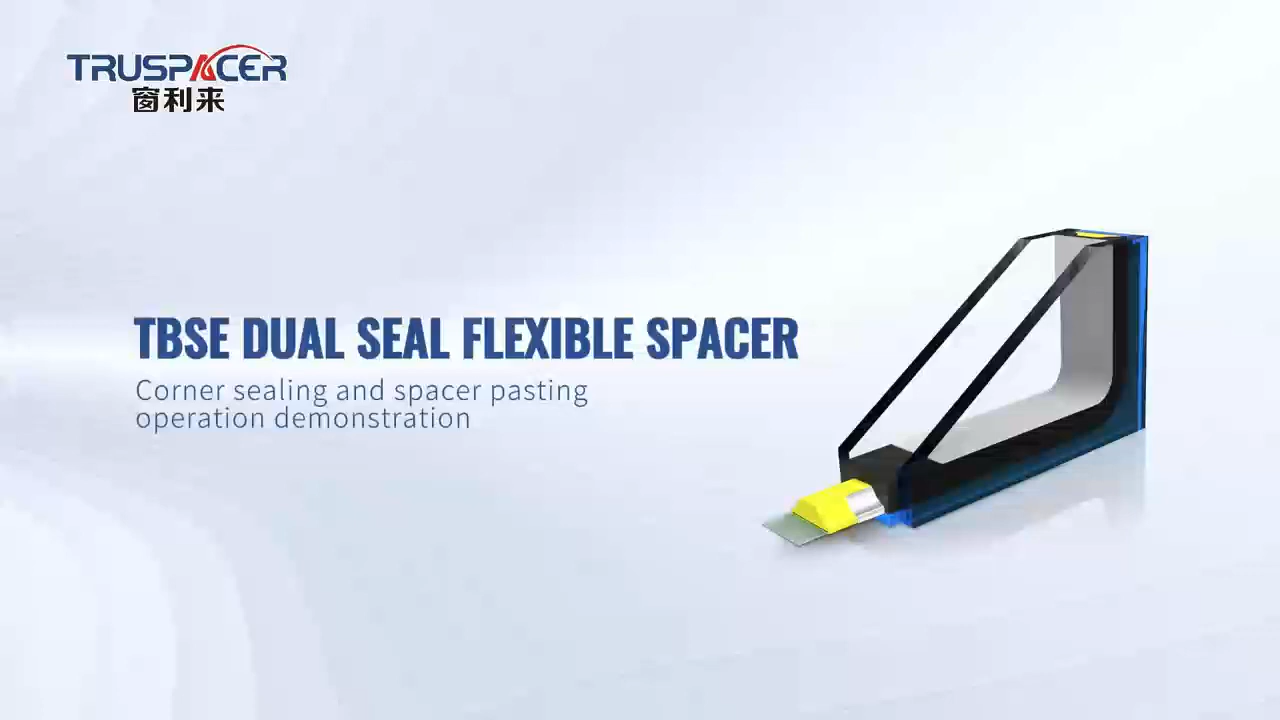 TRUSPACER
窗利来
TBSE DUAL SEAL FLEXIBLE SPACER
Corner sealing and spacer pasting
operation demonstration